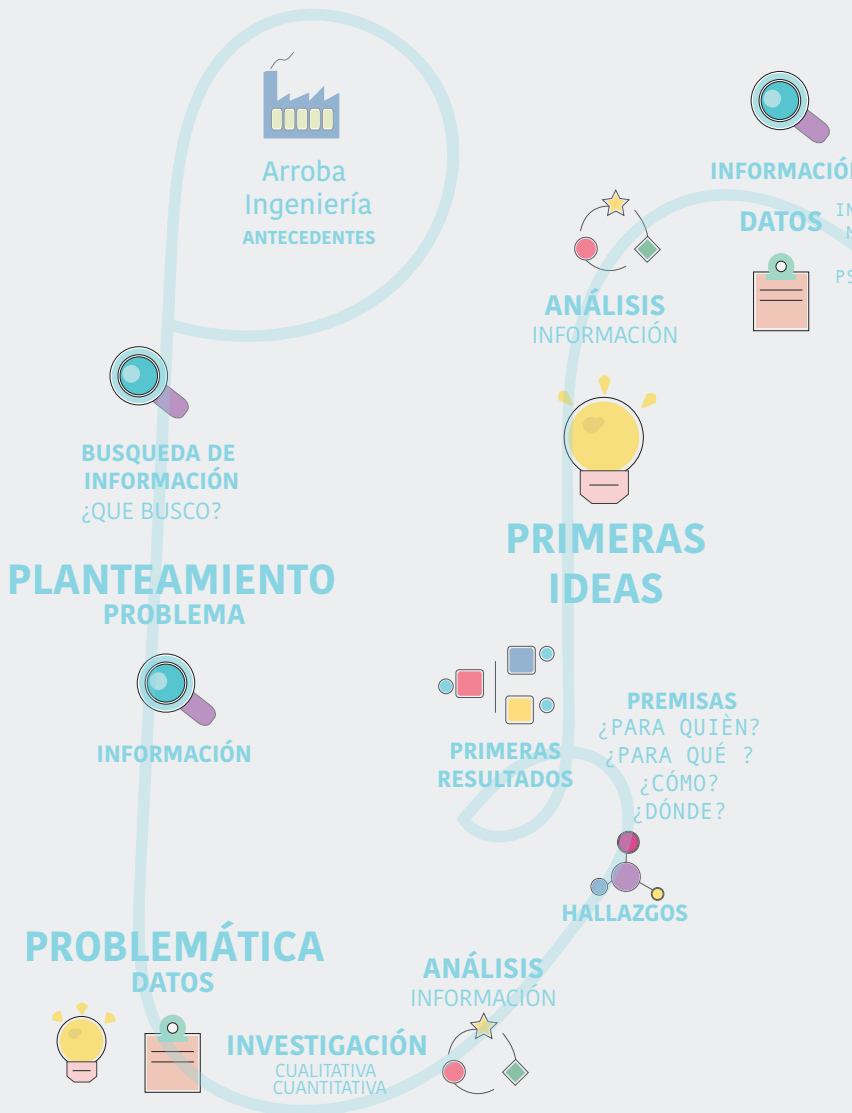 Arroba
Ingeniería
ANTECEDENTES
BUSQUEDA DE
INFORMACIÓN
¿QUE BUSCO?
PLANTEAMIENTO
PROBLEMA
INFORMACIÓN
PROBLEMÁTICA
DATOS
INVESTIGACIÓN
CUALITATIVA
CUANTITATIVA
ANÁLISIS
INFORMACIÓN
HALLAZGOS
PREMISAS
¿PARA QUIÈN?
¿PARA QUÉ ?
¿CÓMO?
¿DÓNDE?
PRIMERAS
RESULTADOS
PRIMERAS
IDEAS
ANÁLISIS
INFORMACIÓN
INFORMACIÓN
DATOS